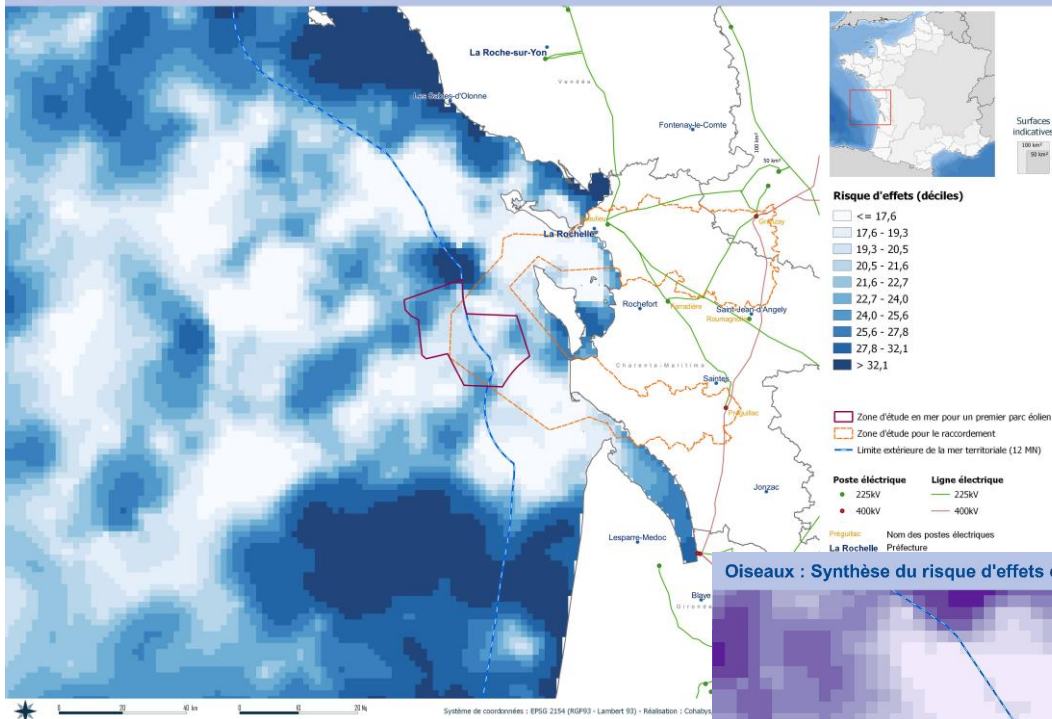 La Roche-sur-Yon
Vendée
Les Sables-d'Olonne
Fontenay-le-Comte
100 km²
50 km²
La Rochelle
Granzay
Rochefort
Farradière
Saint-Jean-d'Angely
Charente-Maritime
Saintes
Préguillac
Jonzac
Lesparre-Medoc
Blaye
Gironde
Surfaces
indicatives
100 km²
50 km²
Risque d'effets (déciles)
<= 17,6
17,6 - 19,3
19,3 - 20,5
20,5 - 21,6
21,6 - 22,7
22,7 - 24,0
24,0 - 25,6
25,6 - 27,8
27,8 - 32,1
> 32,1
Zone d'étude en mer pour un premier parc éolien
Zone d'étude pour le raccordement
Limite extérieure de la mer territoriale (12 MN)
Poste électrique Ligne électrique
225kV 225kV
400kV 400kV
Préguillac Nom des postes électriques
La Rochelle Préfecture
Oiseaux : Synthèse du risque d'effets
0 20 40 km
0 10 20
Système de coordonnées : EPSG 2154 (RGF93 - Lambert 93) - Réalisation : Cohabys,